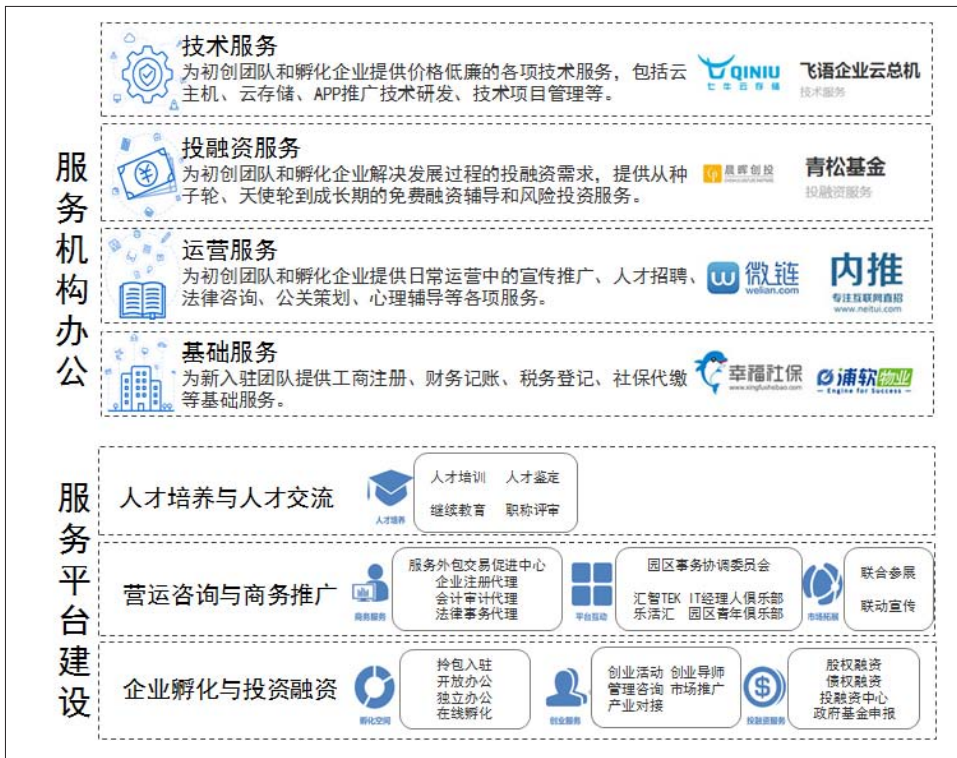 服务机构办公
技术服务
为初创团队和孵化企业提供价格低廉的各项技术服务，包括云
主机、云存储、APP推广技术研发、技术项目管理等。
QINIU
七牛云存储
飞语企业云总机
技术服务
投融资服务
为初创团队和孵化企业解决发展过程的投融资需求，提供从种
子轮、天使轮到成长期的免费融资辅导和风险投资服务。
晨晖创投
青松基金
投融资服务
运营服务
为初创团队和孵化企业提供日常运营中的宣传推广、人才招聘、
法律咨询、公关策划、心理辅导等各项服务。
微链
welian.com
内推
专注互联网直招
www.neitui.com
基础服务
为新入驻团队提供工商注册、财务记账、税务登记、社保代缴
等基础服务。
幸福社保
www.xingfushebao.com
浦软物业
Engine for Success
服务平台建设
人才培养与人才交流
人才培养
人才培训 人才鉴定
继续教育 职称评审
营运咨询与商务推广
商务服务
服务外包交易促进中心
企业注册代理
会计审计代理
法律事务代理
平台互动
园区事务协调委员会
汇智TEK IT经理人俱乐部
乐活汇 园区青年俱乐部
市场拓展
联合参展
联动宣传
企业孵化与投资融资
孵化空间
拎包入驻
开放办公
独立办公
在线孵化
创业服务
创业活动 创业导师
管理咨询 市场推广
产业对接
投融资服务
股权融资
债权融资
投融资中心
政府基金申报